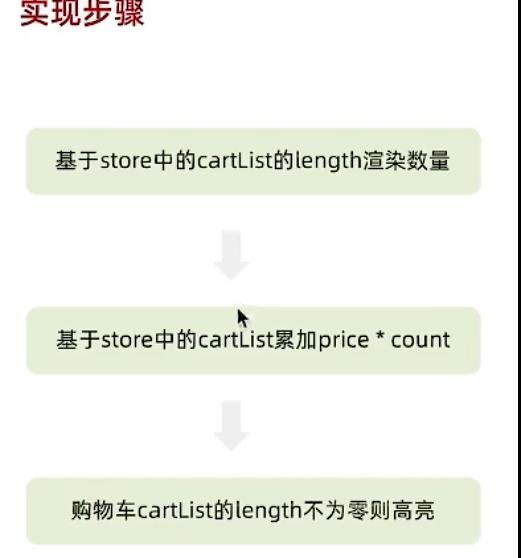 实现步骤
基于store中的cartList的length渲染数量
基于store中的cartList累加price * count
购物车cartList的length不为零则高亮